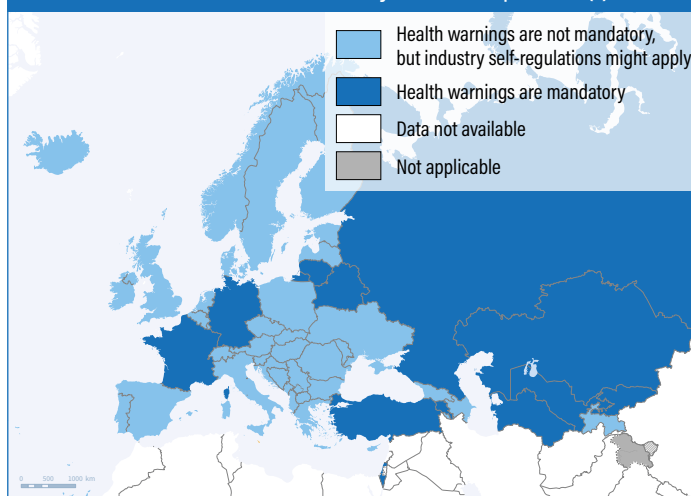 Health warnings are not mandatory,
but industry self-regulations might apply
Health warnings are mandatory
Data not available
Not applicable
0 500 1000 km